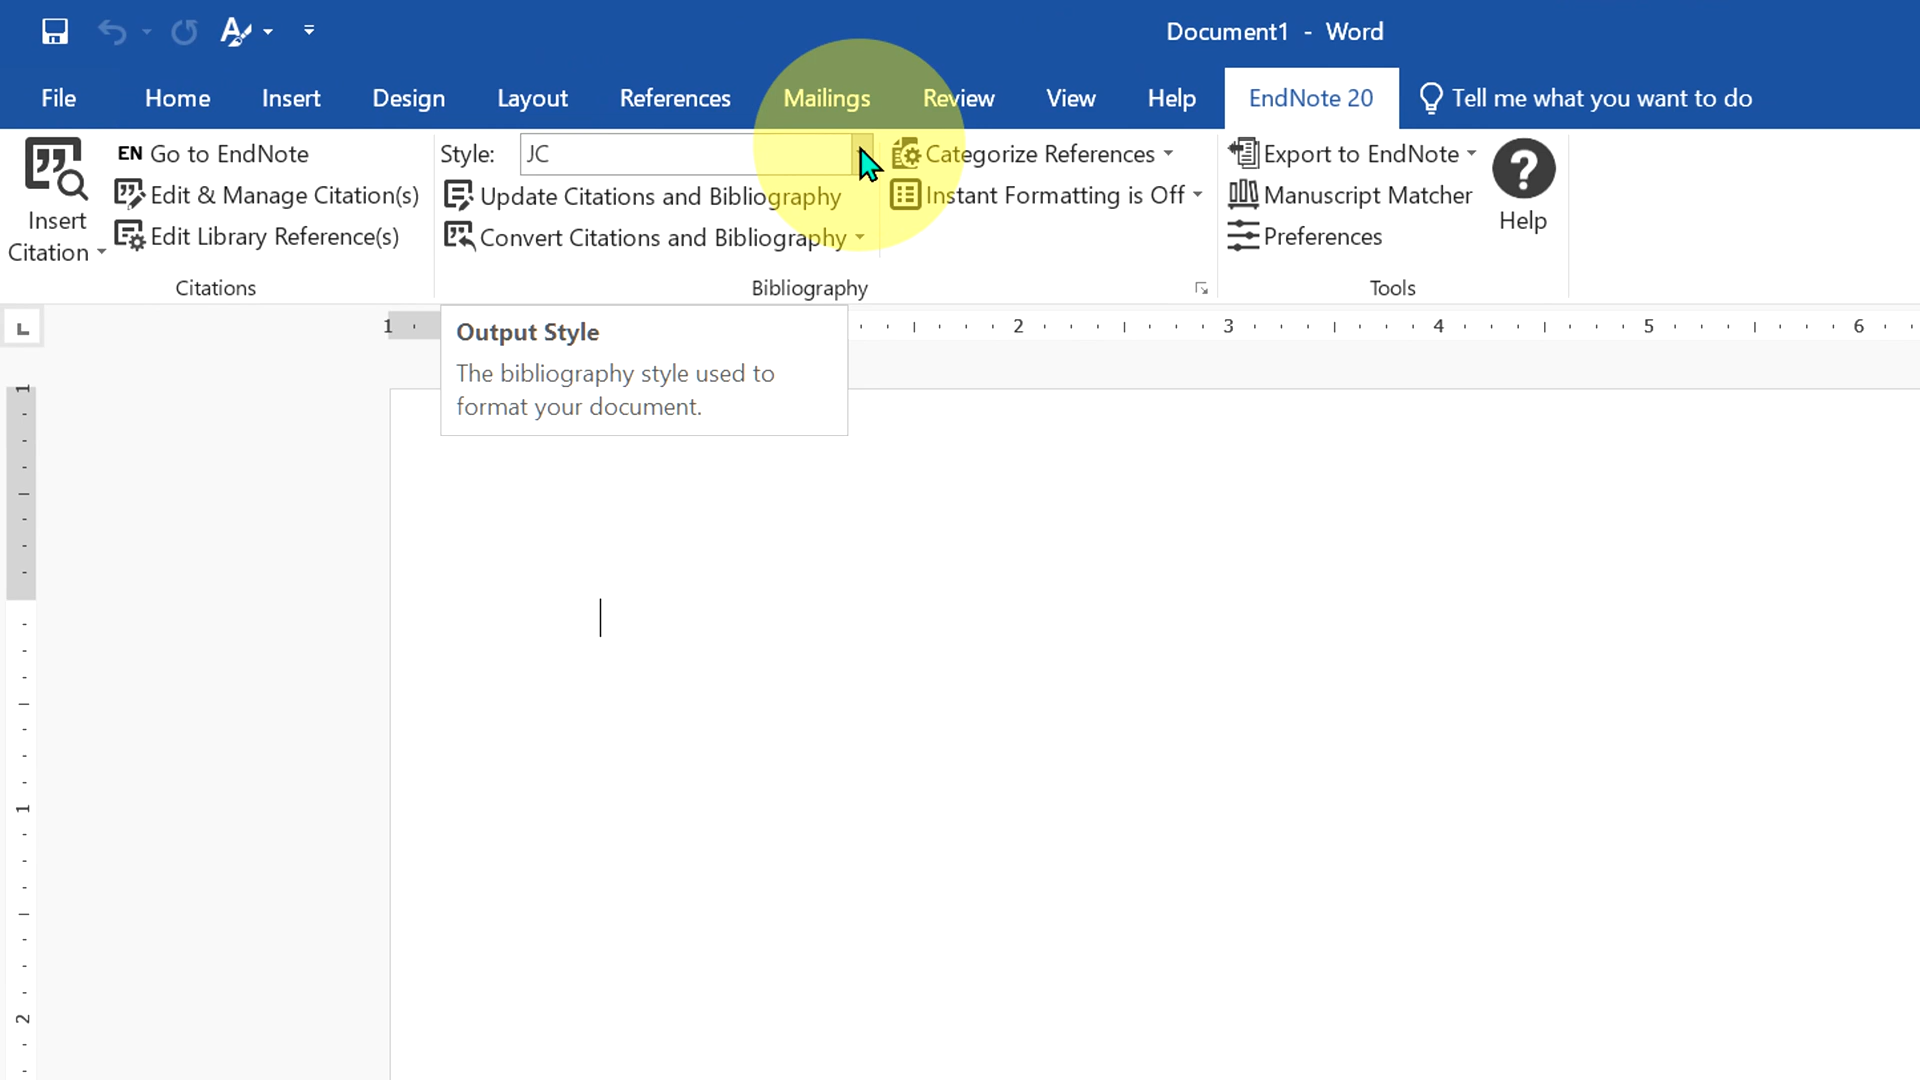 Document1 - Word
File Home Insert Design Layout References Mailings Review View Help EndNote 20 Tell me what you want to do
Insert Citation
EN Go to EndNote
Edit & Manage Citation(s)
Edit Library Reference(s)
Citations
Style: JC
Update Citations and Bibliography
Convert Citations and Bibliography
Categorize References
Instant Formatting is Off
Bibliography
Export to EndNote
Manuscript Matcher
Preferences
Help
Tools
1 2 3 4 5 6
Output Style
The bibliography style used to
format your document.
1
1
2